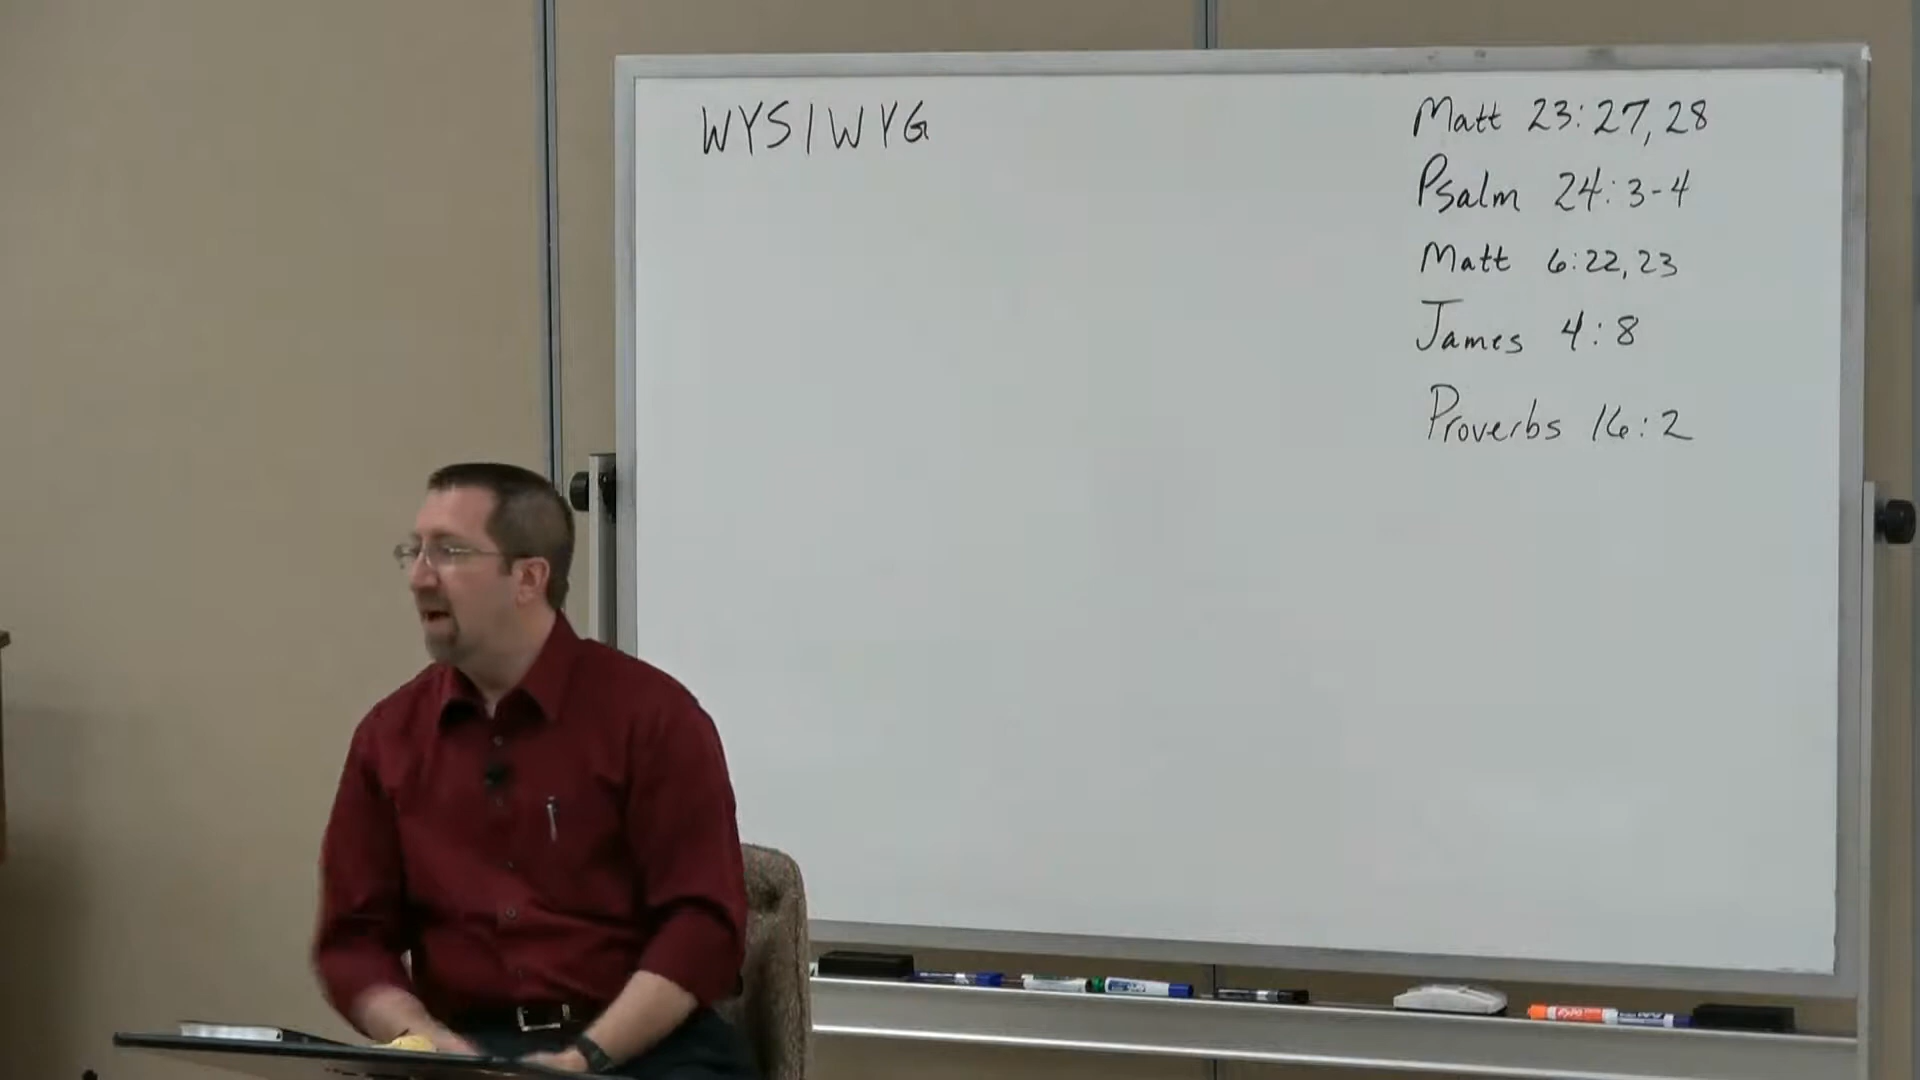 WYSIWYG
Matt 23:27,28
Psalm 24:3-4
Matt 6:22,23
James 4:8
Proverbs 16:2